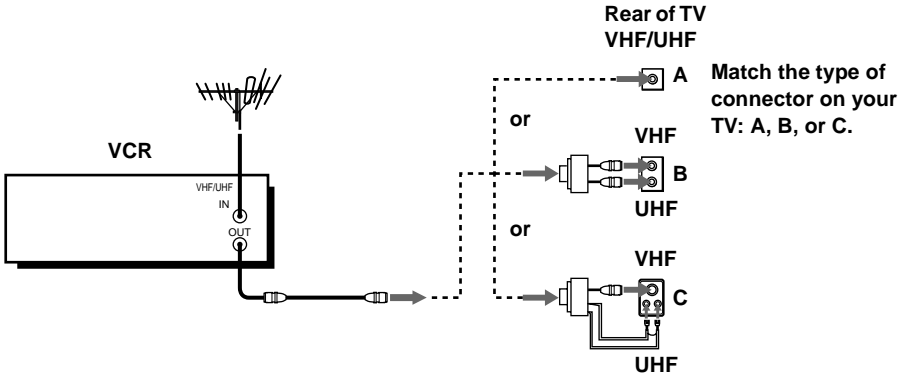 Rear of TV
VHF/UHF
A
Match the type of
connector on your
TV: A, B, or C.
or
VHF
B
UHF
VCR
VHF/UHF
IN
OUT
or
VHF
C
UHF